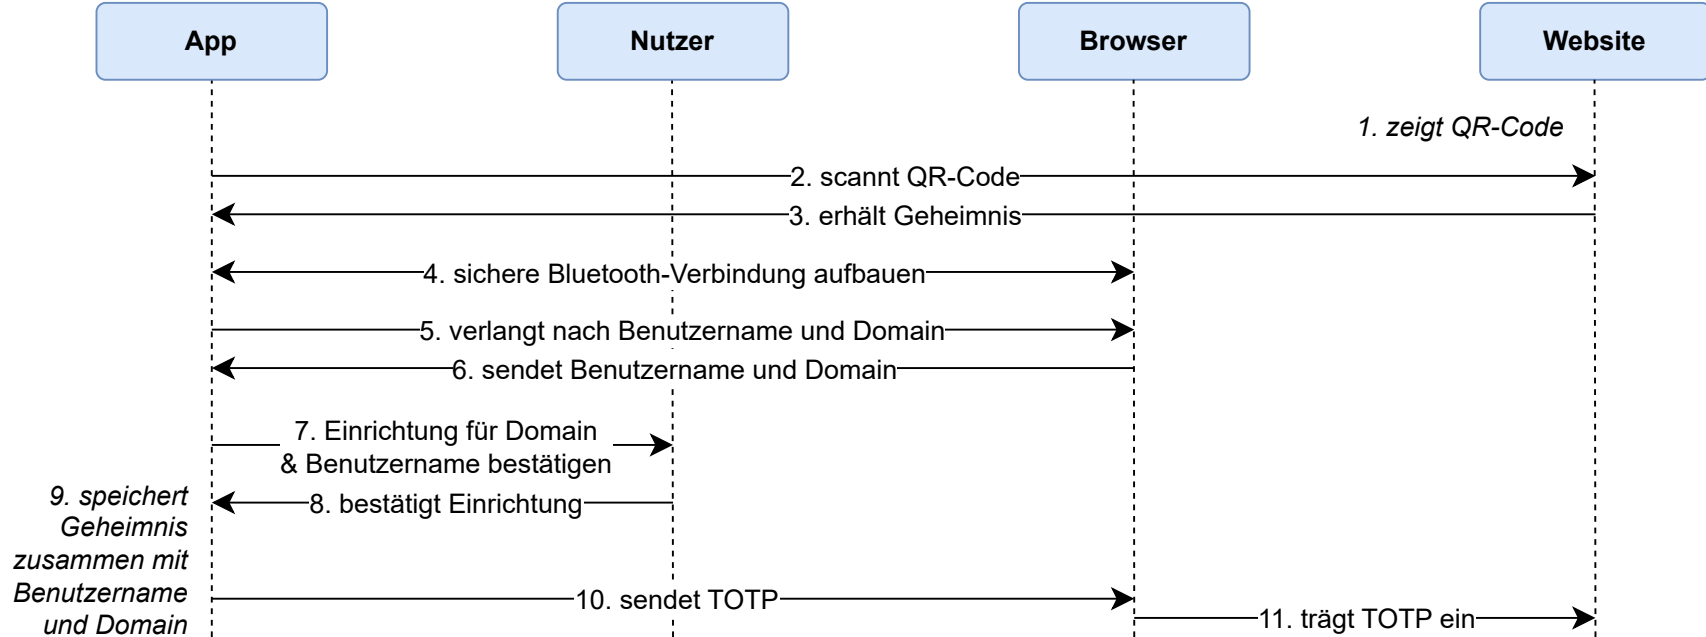 App
Nutzer
Browser
Website
1. zeigt QR-Code
2. scannt QR-Code
3. erhält Geheimnis
4. sichere Bluetooth-Verbindung aufbauen
5. verlangt nach Benutzername und Domain
6. sendet Benutzername und Domain
7. Einrichtung für Domain
& Benutzername bestätigen
8. bestätigt Einrichtung
9. speichert
Geheimnis
zusammen mit
Benutzername
und Domain
10. sendet TOTP
11. trägt TOTP ein